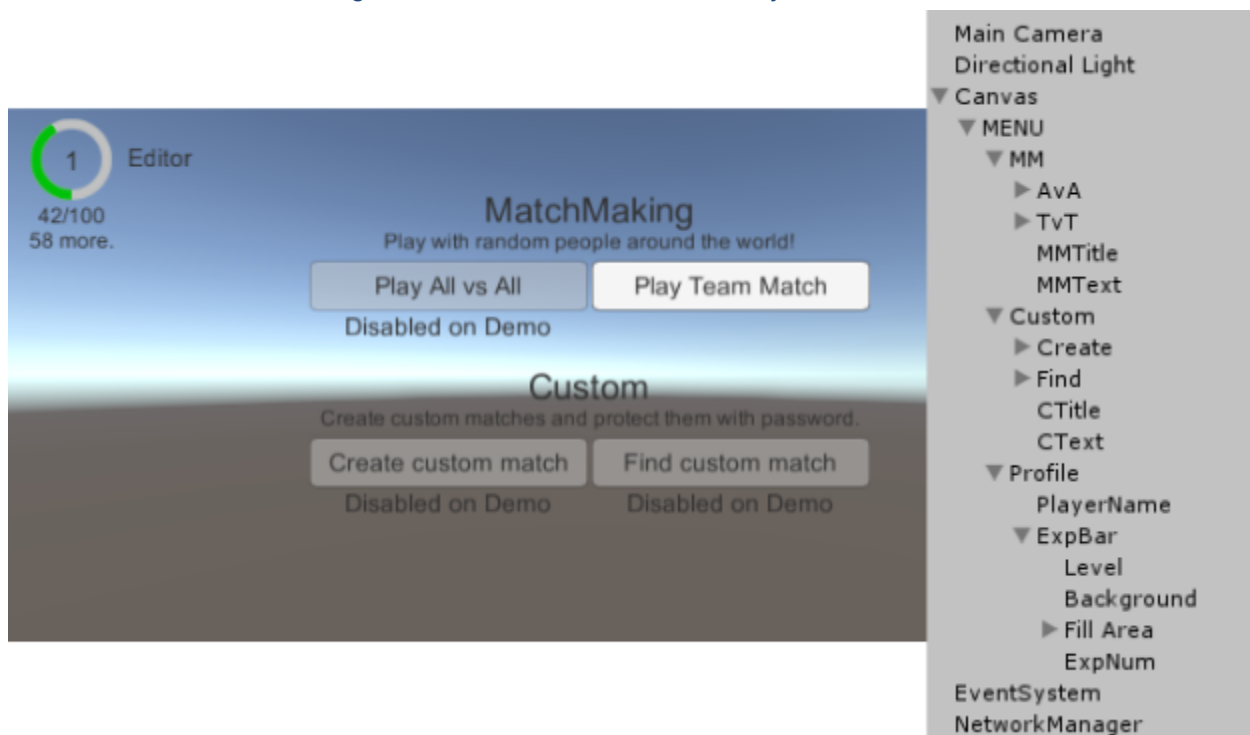 1
Editor
42/100
58 more.
MatchMaking
Play with random people around the world!
Play All vs All
Play Team Match
Disabled on Demo
Custom
Create custom matches and protect them with password.
Create custom match
Find custom match
Disabled on Demo
Disabled on Demo
Main Camera
Directional Light
Canvas
MENU
MM
AvA
TvT
MMTitle
MMText
Custom
Create
Find
CTitle
CText
Profile
PlayerName
ExpBar
Level
Background
Fill Area
ExpNum
EventSystem
NetworkManager